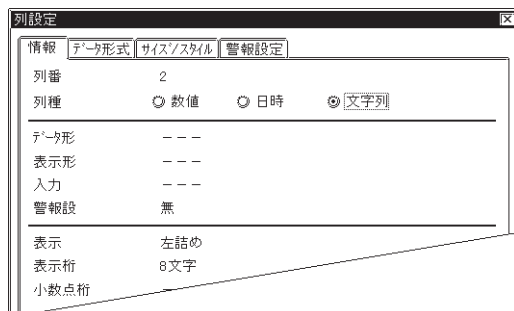 列設定
情報 ﾃﾞｰﾀ形式 ｻｲｽﾞ/ｽﾀｲﾙ 警報設定
列番 2
列種 数値 日時 文字列
ﾃﾞｰﾀ形 ---
表示形 ---
入力 ---
警報設 無
表示 左詰め
表示桁 8文字
小数点桁